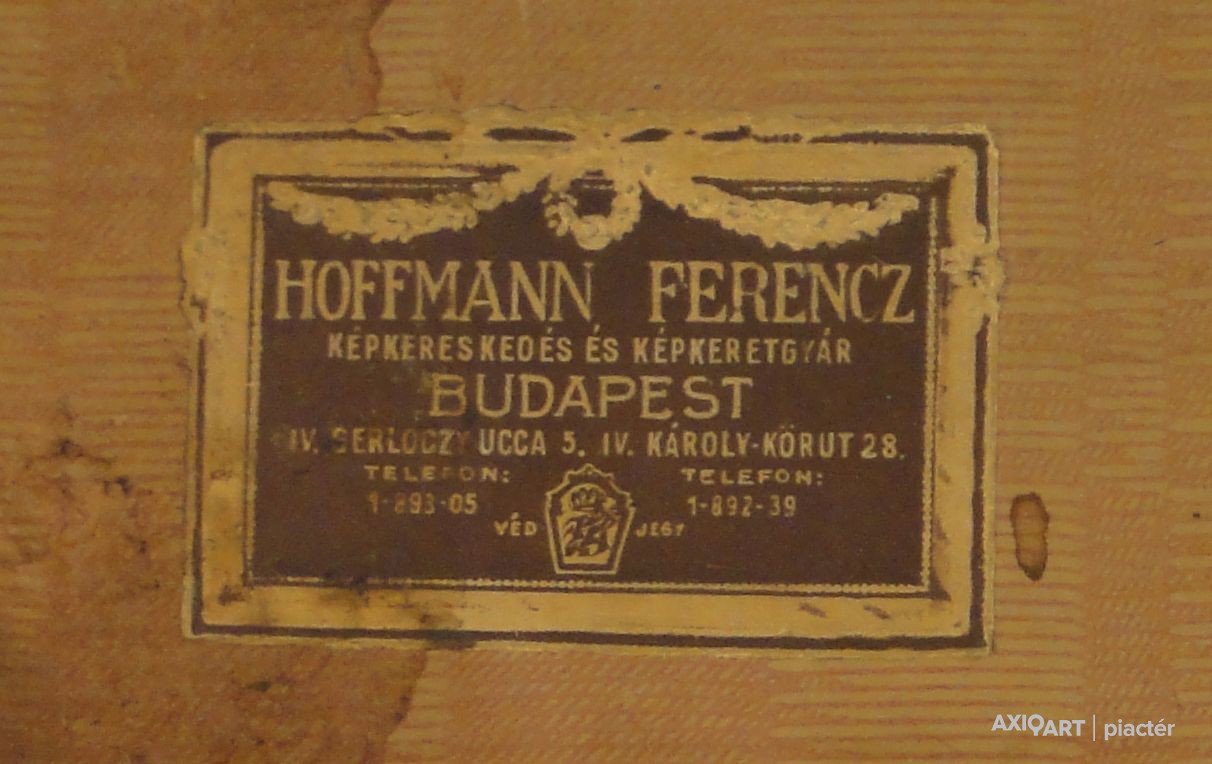 HOFFMANN FERENCZ
KÉPKERESKEDÉS ÉS KÉPKERETGYÁR
BUDAPEST
IV. GERLOCZY UCCA 5. IV. KÁROLY-KÖRUT 28.
TELEFON: TELEFON:
1-893-05 1-892-39
VÉD JEGY
AXIOART | piactér